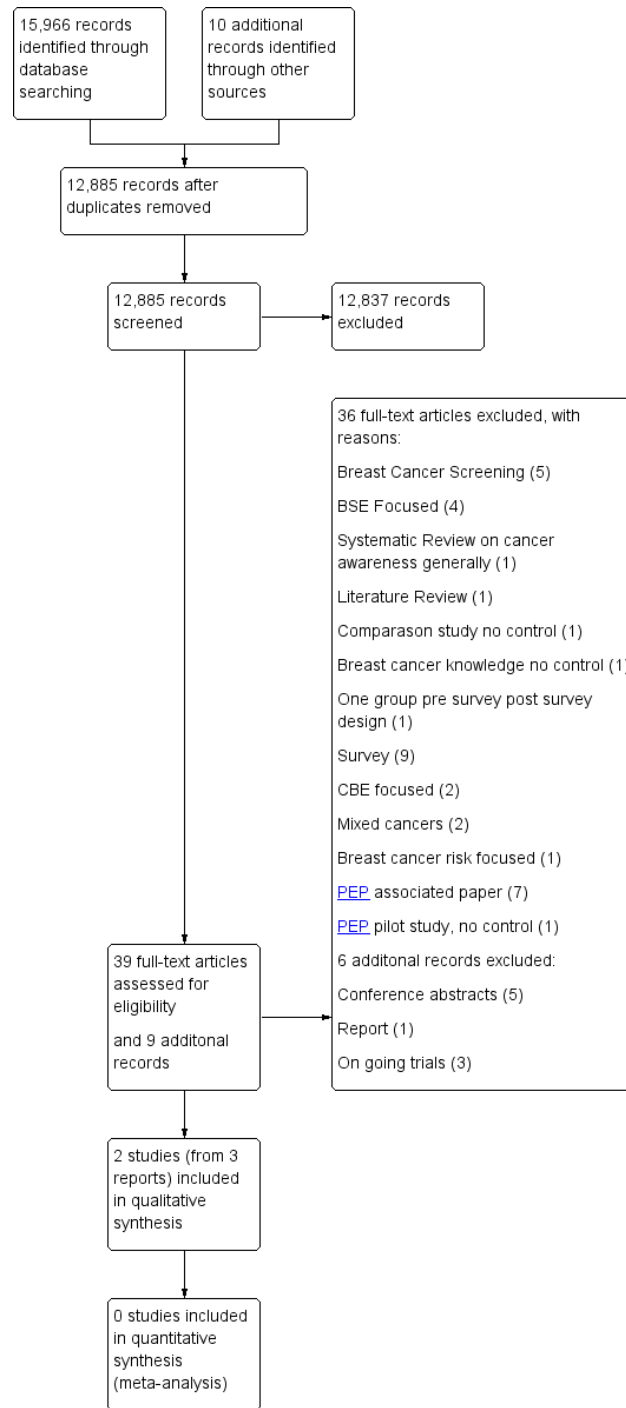 15,966 records
identified through
database
searching
10 additional
records identified
through other
sources
12,885 records after
duplicates removed
12,885 records
screened
12,837 records
excluded
36 full-text articles excluded, with
reasons:
Breast Cancer Screening (5)
BSE Focused (4)
Systematic Review on cancer
awareness generally (1)
Literature Review (1)
Comparason study no control (1)
Breast cancer knowledge no control (1)
One group pre survey post survey
design (1)
Survey (9)
CBE focused (2)
Mixed cancers (2)
Breast cancer risk focused (1)
PEP associated paper (7)
PEP pilot study, no control (1)
6 additonal records excluded:
Conference abstracts (5)
Report (1)
On going trials (3)
39 full-text articles
assessed for
eligibility
and 9 additonal
records
2 studies (from 3
reports) included
in qualitative
synthesis
0 studies included
in quantitative
synthesis
(meta-analysis)